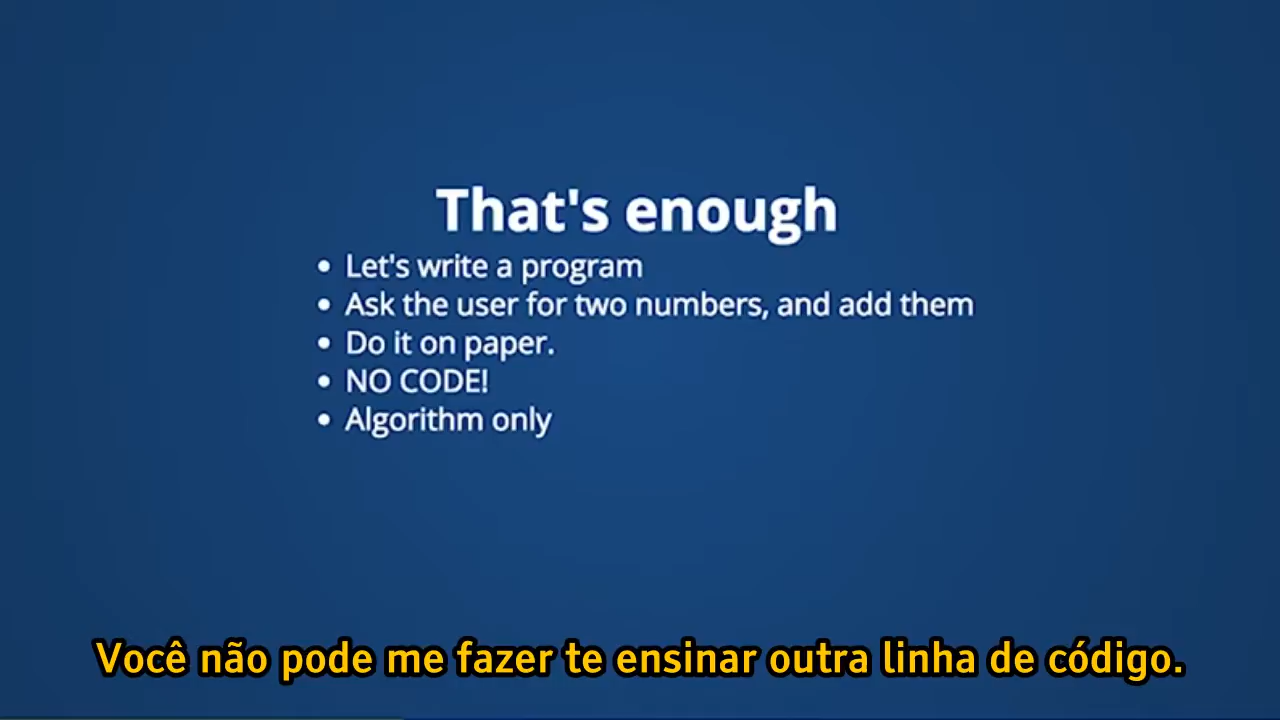 That's enough
• Let's write a program
• Ask the user for two numbers, and add them
• Do it on paper.
• NO CODE!
• Algorithm only
Você não pode me fazer te ensinar outra linha de código.